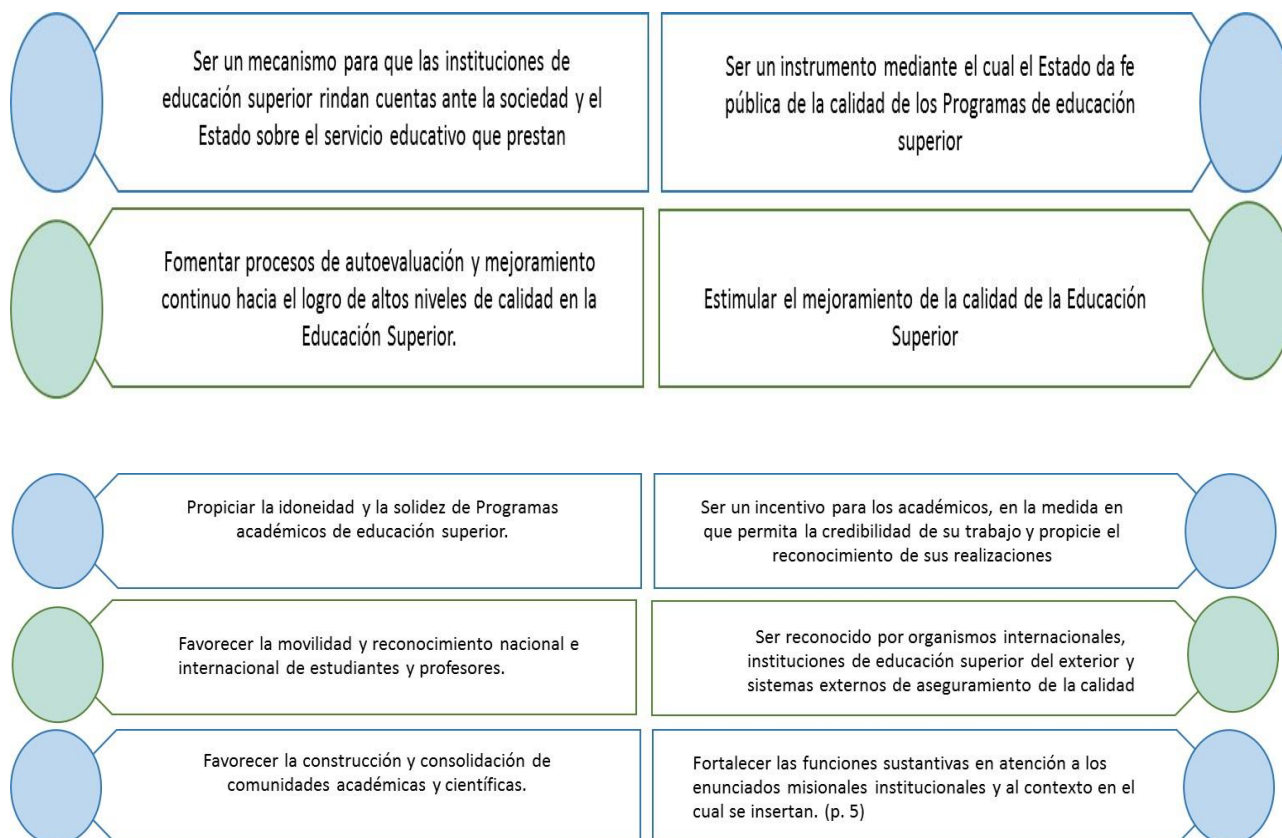 Ser un mecanismo para que las instituciones de
educación superior rindan cuentas ante la sociedad y el
Estado sobre el servicio educativo que prestan
Ser un instrumento mediante el cual el Estado da fe
pública de la calidad de los Programas de educación
superior
Fomentar procesos de autoevaluación y mejoramiento
continuo hacia el logro de altos niveles de calidad en la
Educación Superior.
Estimular el mejoramiento de la calidad de la Educación
Superior
Propiciar la idoneidad y la solidez de Programas
académicos de educación superior.
Ser un incentivo para los académicos, en la medida en
que permita la credibilidad de su trabajo y propicie el
reconocimiento de sus realizaciones
Favorecer la movilidad y reconocimiento nacional e
internacional de estudiantes y profesores.
Ser reconocido por organismos internacionales,
instituciones de educación superior del exterior y
sistemas externos de aseguramiento de la calidad
Favorecer la construcción y consolidación de
comunidades académicas y científicas.
Fortalecer las funciones sustantivas en atención a los
enunciados misionales institucionales y al contexto en el
cual se insertan. (p. 5)